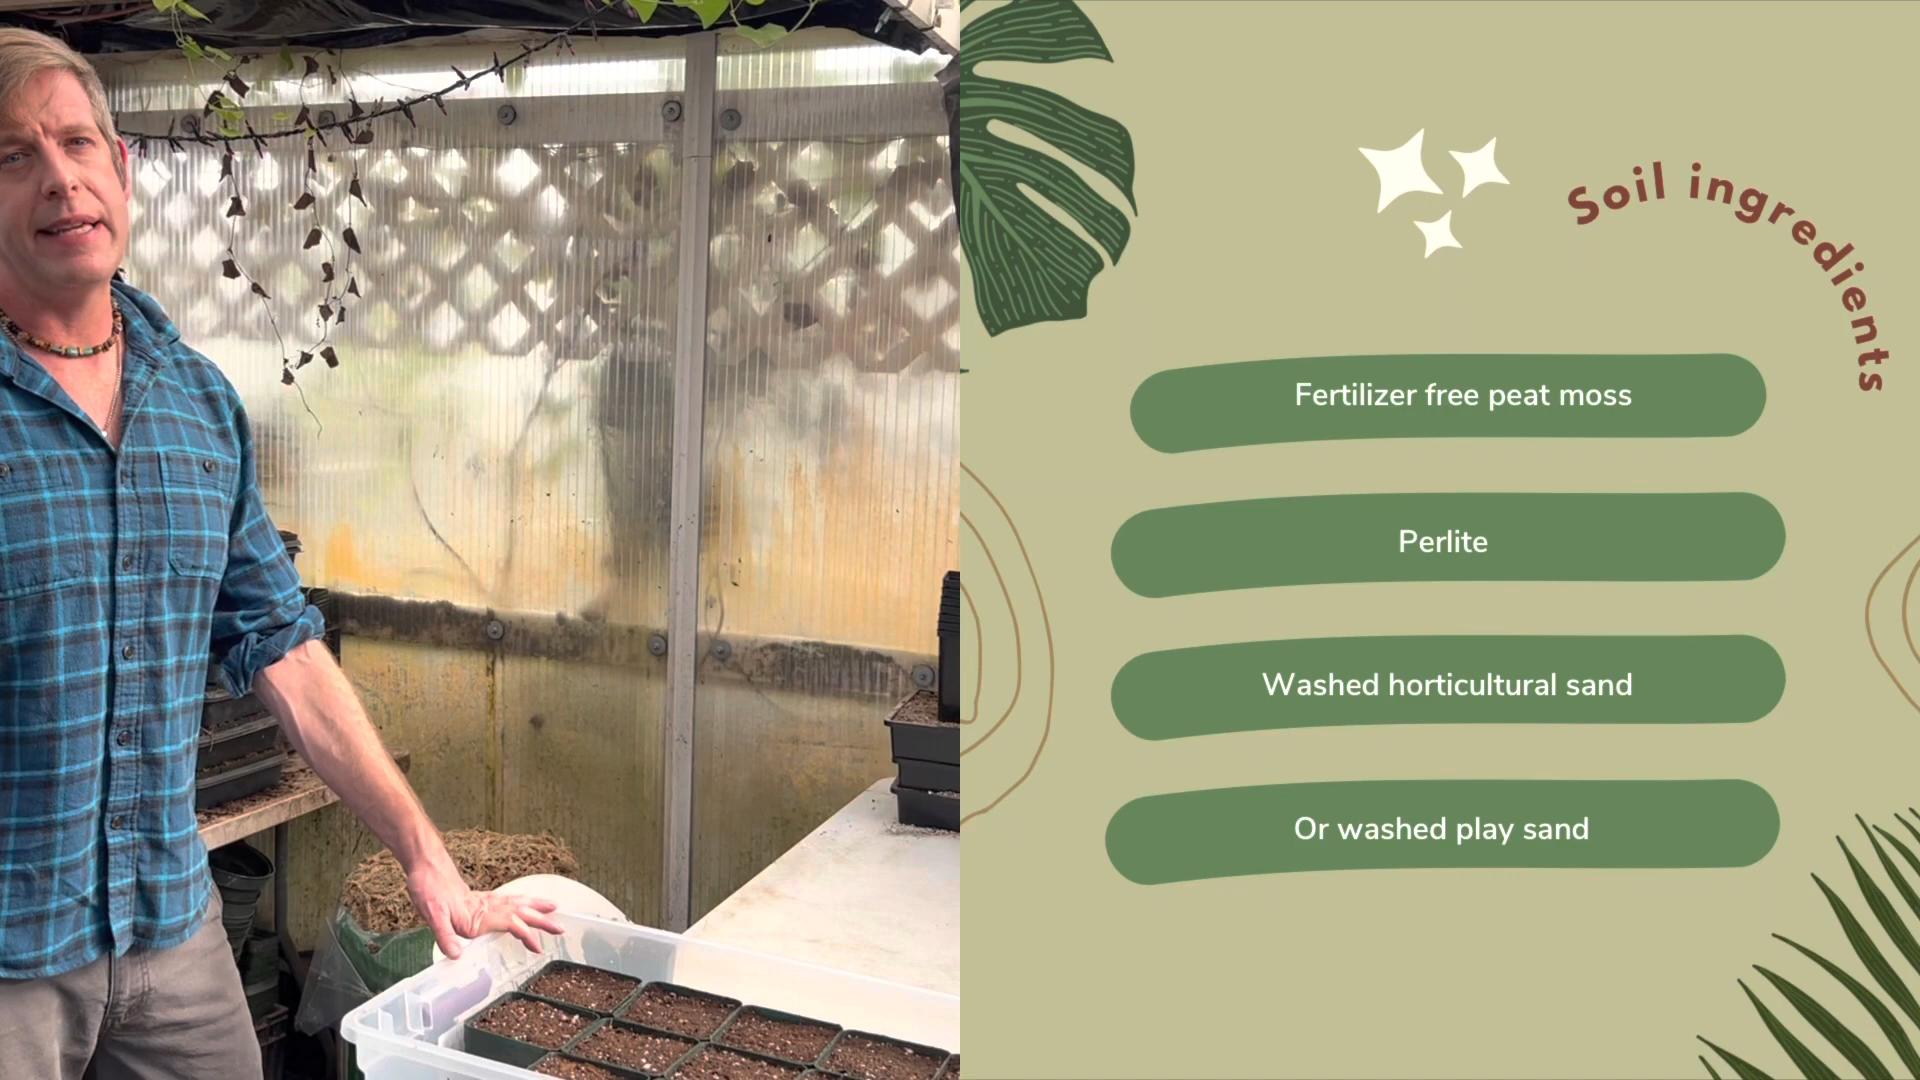 Soil ingredients
Fertilizer free peat moss
Perlite
Washed horticultural sand
Or washed play sand